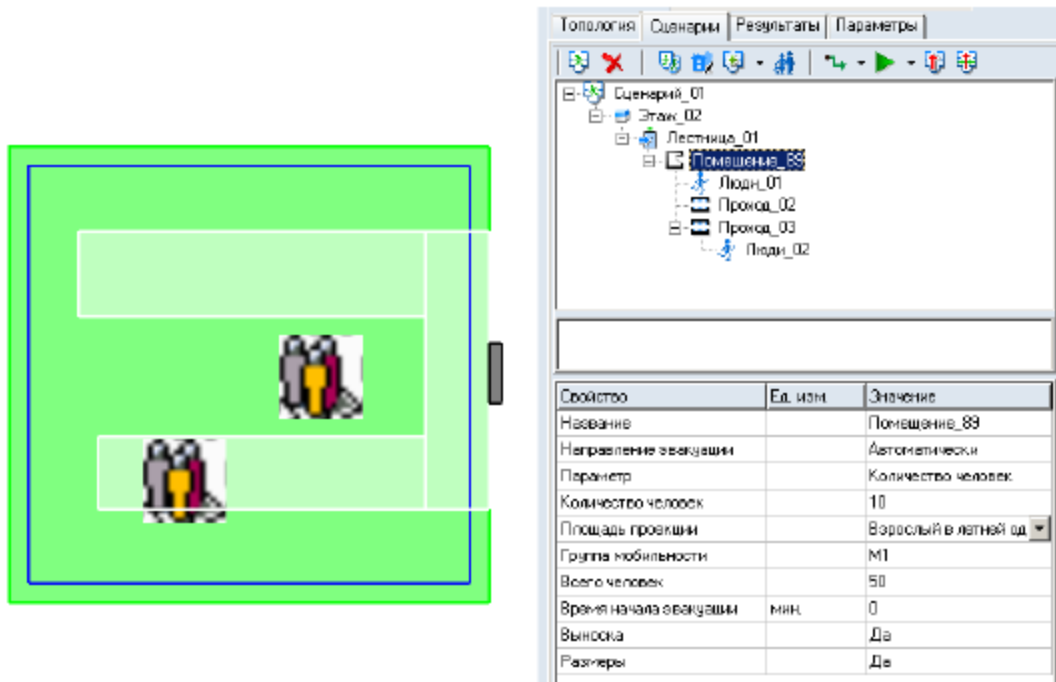 Топология Сценарии Результаты Параметры
Сценарий_01
Этаж_02
Лестница_01
Помещение_89
Люди_01
Проход_02
Проход_03
Люди_02
Свойство Ед. изм. Значение
Название Помещение_89
Направление эвакуации Автоматически
Параметр Количество человек
Количество человек 10
Площадь проекции Взрослый в летней од
Группа мобильности М1
Всего человек 50
Время начала эвакуации мин. 0
Выноска Да
Размеры Да